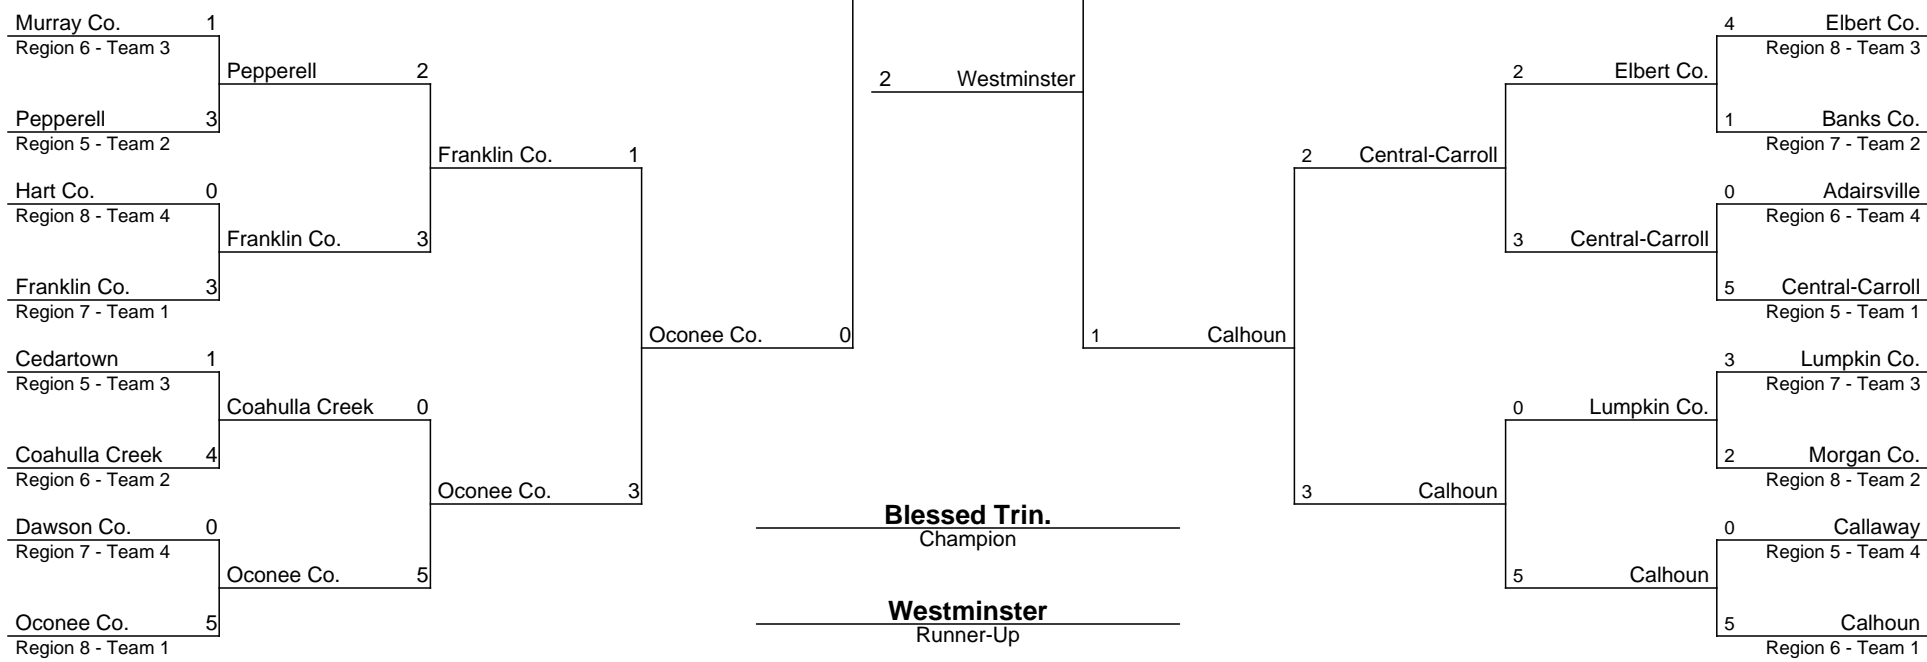 Murray Co. 1
Region 6 - Team 3
Pepperell 2
Pepperell 3
Region 5 - Team 2
Franklin Co. 1
Hart Co. 0
Region 8 - Team 4
Franklin Co. 3
Franklin Co. 3
Region 7 - Team 1
Oconee Co. 0
Cedartown 1
Region 5 - Team 3
Coahulla Creek 0
Coahulla Creek 4
Region 6 - Team 2
Oconee Co. 3
Dawson Co. 0
Region 7 - Team 4
Oconee Co. 5
Oconee Co. 5
Region 8 - Team 1
2 Westminster
Blessed Trin.
Champion
Westminster
Runner-Up
4 Elbert Co.
Region 8 - Team 3
2 Elbert Co.
1 Banks Co.
Region 7 - Team 2
2 Central-Carroll
0 Adairsville
Region 6 - Team 4
3 Central-Carroll
5 Central-Carroll
Region 5 - Team 1
1 Calhoun
3 Lumpkin Co.
Region 7 - Team 3
0 Lumpkin Co.
2 Morgan Co.
Region 8 - Team 2
3 Calhoun
0 Callaway
Region 5 - Team 4
5 Calhoun
5 Calhoun
Region 6 - Team 1